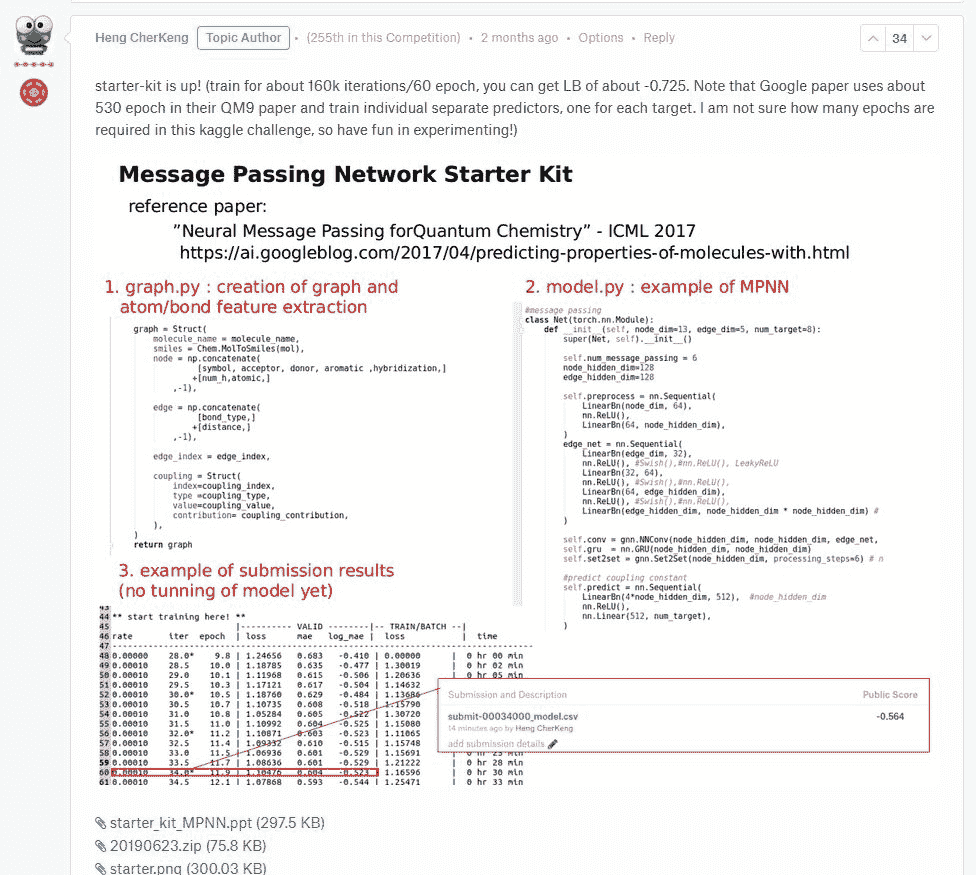 Heng CherKeng Topic Author • (255th in this Competition) • 2 months ago • Options • Reply
34
starter-kit is up! (train for about 160k iterations/60 epoch, you can get LB of about -0.725. Note that Google paper uses about
530 epoch in their QM9 paper and train individual separate predictors, one for each target. I am not sure how many epochs are
required in this kaggle challenge, so have fun in experimenting!)
Message Passing Network Starter Kit
reference paper:
”Neural Message Passing forQuantum Chemistry” - ICML 2017
https://ai.googleblog.com/2017/04/predicting-properties-of-molecules-with.html
1. graph.py : creation of graph and
atom/bond feature extraction
graph = Struct(
molecule_name = molecule_name,
smiles = Chem.MolToSmiles(mol),
node = np.concatenate(
[symbol, acceptor, donor, aromatic ,hybridization,]
+[num_h,atomic,]
,-1),
edge = np.concatenate(
[bond_type,]
+[distance,]
,-1),
edge_index = edge_index,
coupling = Struct(
index=coupling_index,
type =coupling_type,
value=coupling_value,
contribution= coupling_contribution,
),
)
return graph
2. model.py : example of MPNN
#message passing
class Net(torch.nn.Module):
def __init__(self, node_dim=13, edge_dim=5, num_target=8):
super(Net, self).__init__()
self.num_message_passing = 6
node_hidden_dim=128
edge_hidden_dim=128
self.preprocess = nn.Sequential(
LinearBn(node_dim, 64),
nn.ReLU(),
LinearBn(64, node_hidden_dim),
)
edge_net = nn.Sequential(
LinearBn(edge_dim, 32),
nn.ReLU(), #Swish(),#nn.ReLU(), LeakyReLU
LinearBn(32, 64),
nn.ReLU(), #Swish(),#nn.ReLU(),
LinearBn(64, edge_hidden_dim),
nn.ReLU(), #Swish(),#nn.ReLU(),
LinearBn(edge_hidden_dim, node_hidden_dim * node_hidden_dim) #
)
self.conv = gnn.NNConv(node_hidden_dim, node_hidden_dim, edge_net,
self.gru = nn.GRU(node_hidden_dim, node_hidden_dim)
self.set2set = gnn.Set2Set(node_hidden_dim, processing_steps=6) # n
#predict coupling constant
self.predict = nn.Sequential(
LinearBn(4*node_hidden_dim, 512), #node_hidden_dim
nn.ReLU(),
nn.Linear(512, num_target),
)
3. example of submission results
(no tunning of model yet)
43
44 ** start training here! **
45 |---------- VALID -------|-- TRAIN/BATCH --|
46 rate iter epoch | loss mae log_mae | loss | time
47
48 0.00000 28.0* 9.8 | 1.24656 0.683 -0.410 | 0.00000 | 0 hr 00 min
49 0.00010 28.5 10.0 | 1.18785 0.635 -0.477 | 1.30019 | 0 hr 02 min
50 0.00010 29.0 10.1 | 1.11968 0.615 -0.506 | 1.20636 | 0 hr 05 min
51 0.00010 29.5 10.3 | 1.17121 0.617 -0.504 | 1.14632
52 0.00010 30.0* 10.5 | 1.18760 0.629 -0.484 | 1.13686
53 0.00010 30.5 10.7 | 1.10735 0.608 -0.518 | 1.15790
54 0.00010 31.0 10.8 | 1.05284 0.605 -0.522 | 1.30720
55 0.00010 31.5 11.0 | 1.10992 0.604 -0.525 | 1.15080
56 0.00010 32.0* 11.2 | 1.10871 0.603 -0.523 | 1.11065
57 0.00010 32.5 11.4 | 1.09332 0.610 -0.515 | 1.15748
58 0.00010 33.0 11.5 | 1.06936 0.601 -0.529 | 1.15691
59 0.00010 33.5 11.7 | 1.08636 0.601 -0.529 | 1.21222 | 0 hr 28 min
60 0.00010 34.0* 11.9 | 1.10476 0.604 -0.523 | 1.16596 | 0 hr 30 min
61 0.00010 34.5 12.1 | 1.07868 0.593 -0.544 | 1.25471 | 0 hr 33 min
Submission and Description Public Score
submit-00034000_model.csv -0.564
14 minutes ago by Heng CherKeng
add submission details
starter_kit_MPNN.ppt (297.5 KB)
20190623.zip (75.8 KB)
starter.png (300.03 KB)